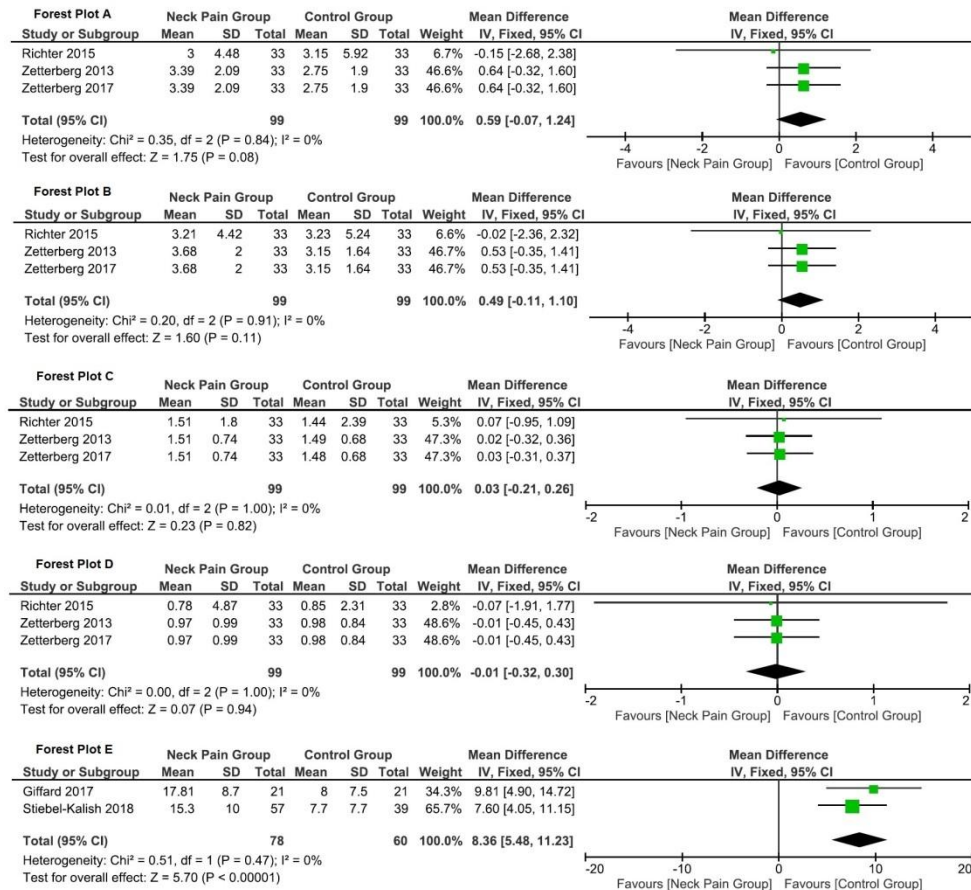 Forest Plot A Neck Pain Group Control Group Mean Difference Mean Difference
Study or Subgroup Mean SD Total Mean SD Total Weight IV, Fixed, 95% CI IV, Fixed, 95% CI
Richter 2015 3 4.48 33 3.15 5.92 33 6.7% -0.15 [-2.68, 2.38]
Zetterberg 2013 3.39 2.09 33 2.75 1.9 33 46.6% 0.64 [-0.32, 1.60]
Zetterberg 2017 3.39 2.09 33 2.75 1.9 33 46.6% 0.64 [-0.32, 1.60]
Total (95% CI) 99 99 100.0% 0.59 [-0.07, 1.24]
Heterogeneity: Chi² = 0.35, df = 2 (P = 0.84); I² = 0%
Test for overall effect: Z = 1.75 (P = 0.08)
-4 -2 0 2 4
Favours [Neck Pain Group] Favours [Control Group]
Forest Plot B Neck Pain Group Control Group Mean Difference Mean Difference
Study or Subgroup Mean SD Total Mean SD Total Weight IV, Fixed, 95% CI IV, Fixed, 95% CI
Richter 2015 3.21 4.42 33 3.23 5.24 33 6.6% -0.02 [-2.36, 2.32]
Zetterberg 2013 3.68 2 33 3.15 1.64 33 46.7% 0.53 [-0.35, 1.41]
Zetterberg 2017 3.68 2 33 3.15 1.64 33 46.7% 0.53 [-0.35, 1.41]
Total (95% CI) 99 99 100.0% 0.49 [-0.11, 1.10]
Heterogeneity: Chi² = 0.20, df = 2 (P = 0.91); I² = 0%
Test for overall effect: Z = 1.60 (P = 0.11)
-4 -2 0 2 4
Favours [Neck Pain Group] Favours [Control Group]
Forest Plot C Neck Pain Group Control Group Mean Difference Mean Difference
Study or Subgroup Mean SD Total Mean SD Total Weight IV, Fixed, 95% CI IV, Fixed, 95% CI
Richter 2015 1.51 1.8 33 1.44 2.39 33 5.3% 0.07 [-0.95, 1.09]
Zetterberg 2013 1.51 0.74 33 1.49 0.68 33 47.3% 0.02 [-0.32, 0.36]
Zetterberg 2017 1.51 0.74 33 1.48 0.68 33 47.3% 0.03 [-0.31, 0.37]
Total (95% CI) 99 99 100.0% 0.03 [-0.21, 0.26]
Heterogeneity: Chi² = 0.01, df = 2 (P = 1.00); I² = 0%
Test for overall effect: Z = 0.23 (P = 0.82)
-2 -1 0 1 2
Favours [Neck Pain Group] Favours [Control Group]
Forest Plot D Neck Pain Group Control Group Mean Difference Mean Difference
Study or Subgroup Mean SD Total Mean SD Total Weight IV, Fixed, 95% CI IV, Fixed, 95% CI
Richter 2015 0.78 4.87 33 0.85 2.31 33 2.8% -0.07 [-1.91, 1.77]
Zetterberg 2013 0.97 0.99 33 0.98 0.84 33 48.6% -0.01 [-0.45, 0.43]
Zetterberg 2017 0.97 0.99 33 0.98 0.84 33 48.6% -0.01 [-0.45, 0.43]
Total (95% CI) 99 99 100.0% -0.01 [-0.32, 0.30]
Heterogeneity: Chi² = 0.00, df = 2 (P = 1.00); I² = 0%
Test for overall effect: Z = 0.07 (P = 0.94)
-2 -1 0 1 2
Favours [Neck Pain Group] Favours [Control Group]
Forest Plot E Neck Pain Group Control Group Mean Difference Mean Difference
Study or Subgroup Mean SD Total Mean SD Total Weight IV, Fixed, 95% CI IV, Fixed, 95% CI
Giffard 2017 17.81 8.7 21 8 7.5 21 34.3% 9.81 [4.90, 14.72]
Stiebel-Kalish 2018 15.3 10 57 7.7 7.7 39 65.7% 7.60 [4.05, 11.15]
Total (95% CI) 78 60 100.0% 8.36 [5.48, 11.23]
Heterogeneity: Chi² = 0.51, df = 1 (P = 0.47); I² = 0%
Test for overall effect: Z = 5.70 (P < 0.00001)
-20 -10 0 10 20
Favours [Neck Pain Group] Favours [Control Group]